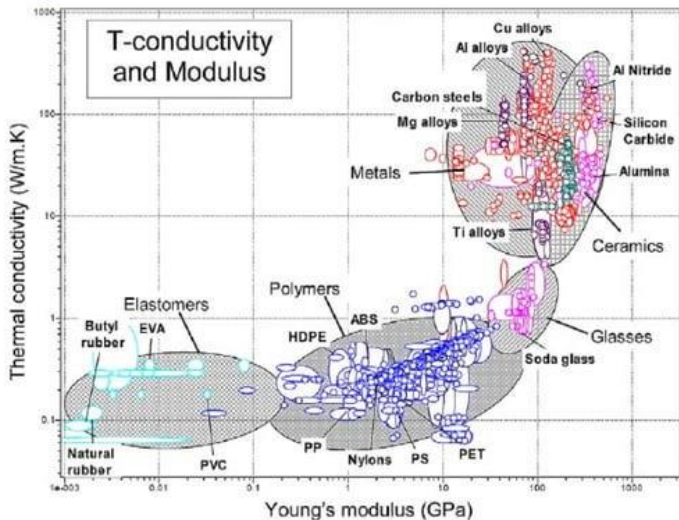 T-conductivity
and Modulus
Cu alloys
Al alloys
Al Nitride
Carbon steels
Mg alloys
Silicon
Carbide
Metals
Alumina
Ti alloys
Ceramics
Polymers
Elastomers
ABS
Butyl
rubber
EVA
HDPE
Glasses
Soda glass
PP
Nylons
PS
PET
Natural
rubber
PVC
Thermal conductivity (W/m.K)
1000
100
10
1
0.1
1e-003
0.01
0.1
1
10
100
1000
Young's modulus (GPa)